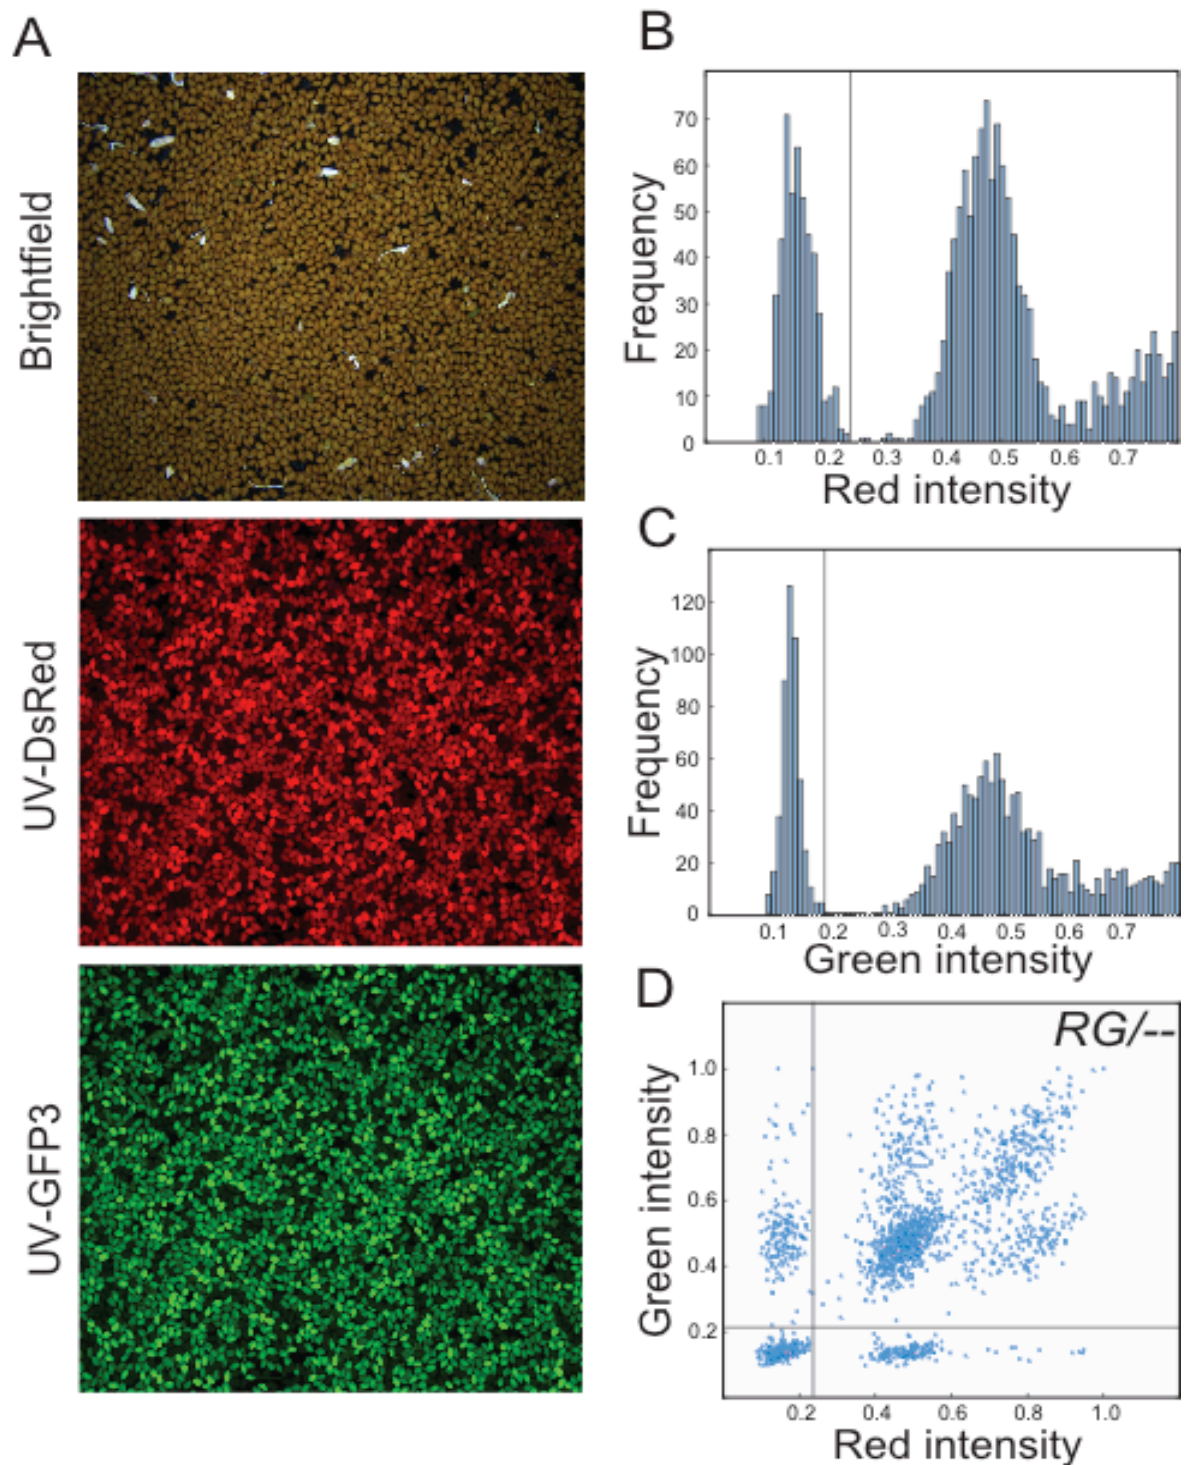 A
Brightfield
UV-DsRed
UV-GFP3
B
Frequency
70
60
50
40
30
20
10
0
0.1 0.2 0.3 0.4 0.5 0.6 0.7
Red intensity
C
Frequency
120
100
80
60
40
20
0
0.1 0.2 0.3 0.4 0.5 0.6 0.7
Green intensity
D
RG/--
Green intensity
1.0
0.8
0.6
0.4
0.2
0.2 0.4 0.6 0.8 1.0
Red intensity